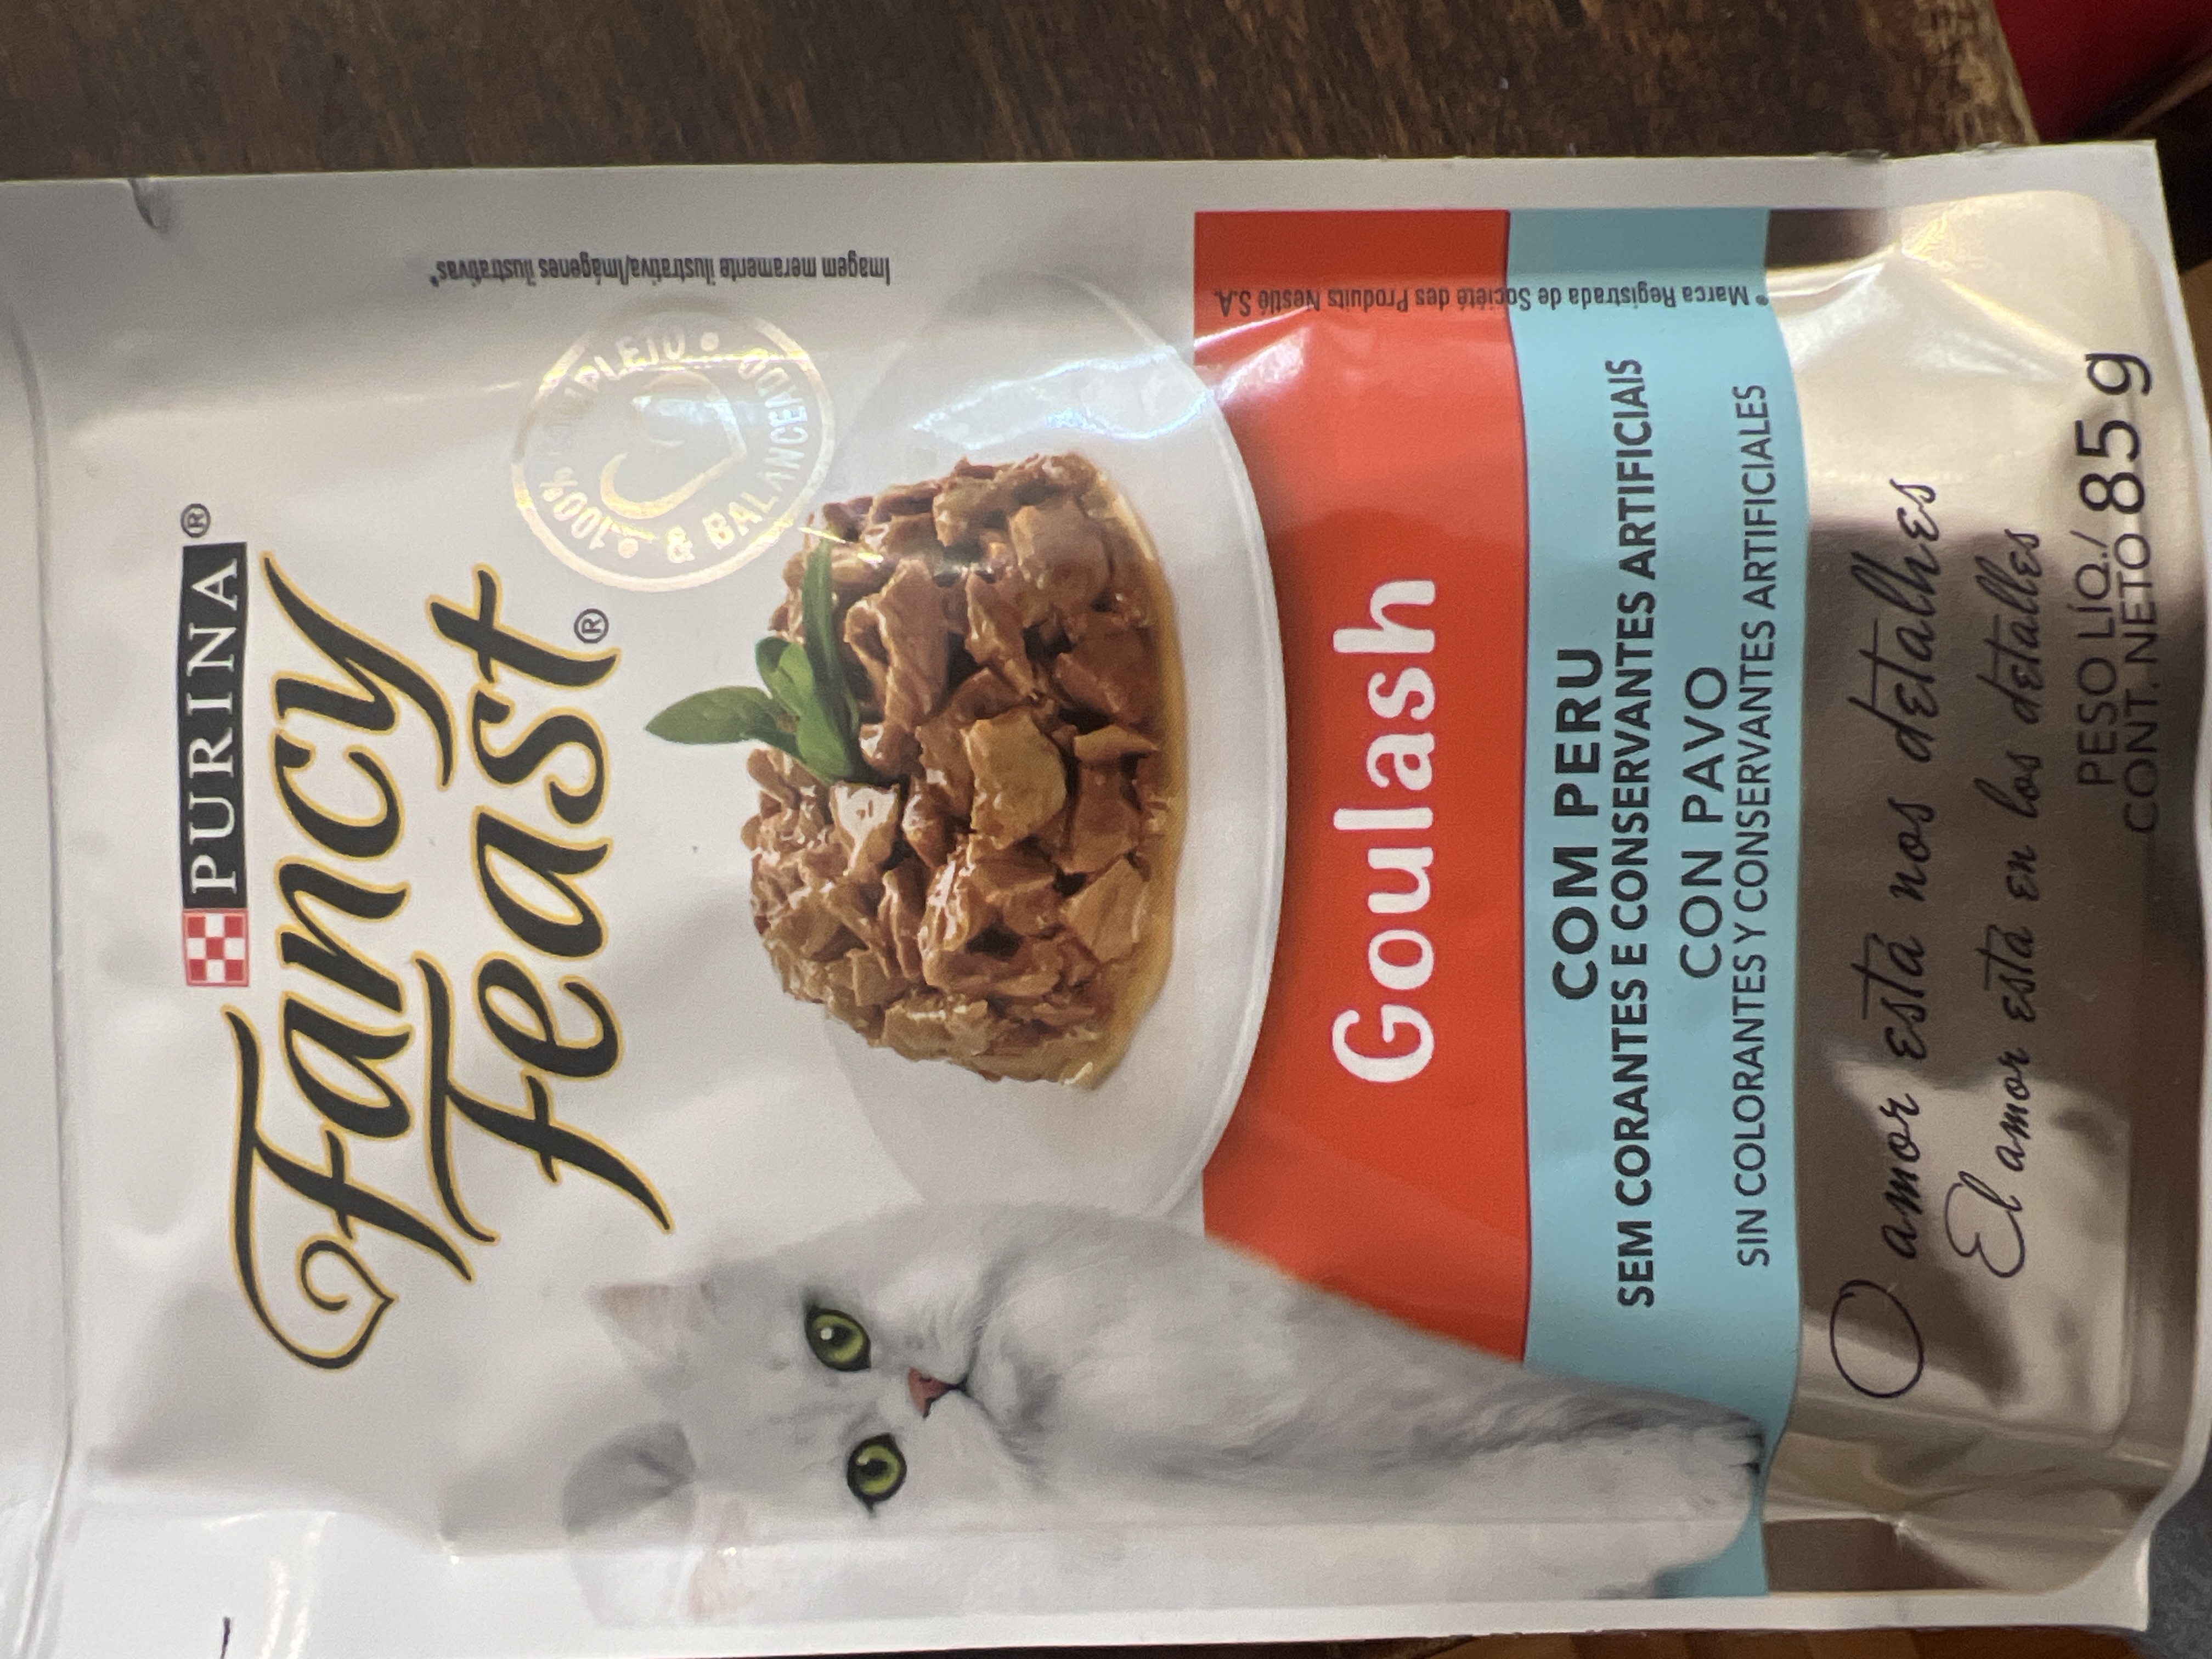 PURINA®
Fancy
Feast®
100% COMPLETO
& BALANCEADO
Imagem meramente ilustrativa/Imágenes ilustrativas*
Goulash
COM PERU
SEM CORANTES E CONSERVANTES ARTIFICIAIS
CON PAVO
SIN COLORANTES Y CONSERVANTES ARTIFICIALES
® Marca Registrada de Société des Produits Nestlé S.A.
O amor está nos detalhes
El amor está en los detalles
PESO LÍQ./
CONT. NETO 85 g